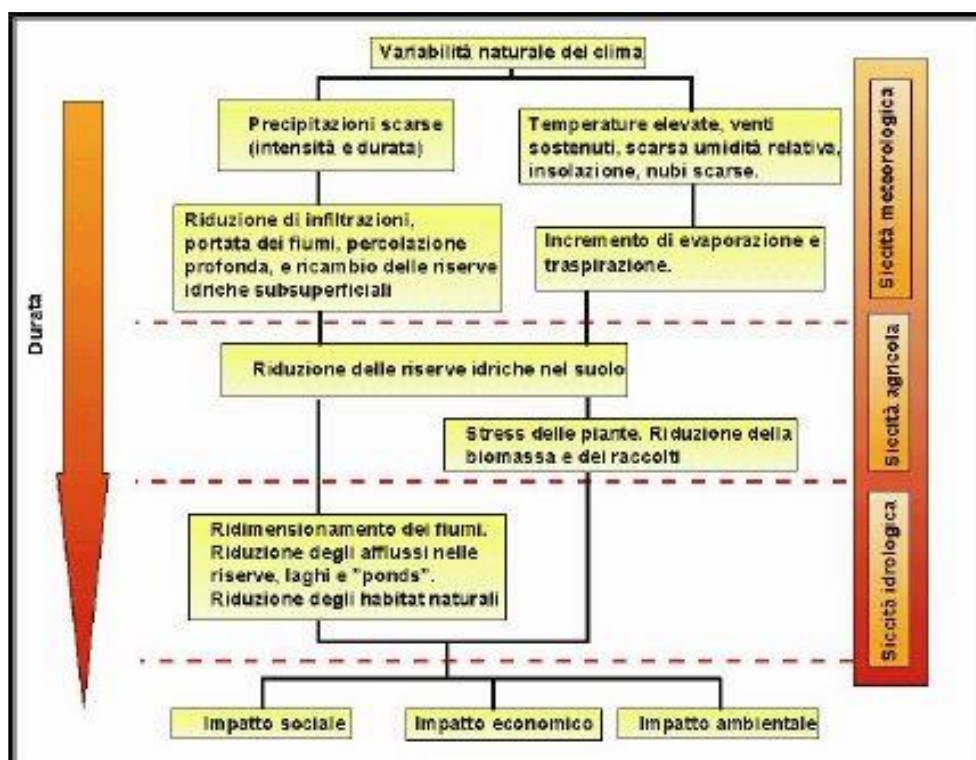 Variabilità naturale del clima
Precipitazioni scarse
(intensità e durata)
Temperature elevate, venti
sostenuti, scarsa umidità relativa,
insolazione, nubi scarse.
Riduzione di infiltrazioni,
portata dei fiumi, percolazione
profonda, e ricambio delle riserve
idriche subsuperficiali
Incremento di evaporazione e
traspirazione.
Riduzione delle riserve idriche nel suolo
Stress delle piante. Riduzione della
biomassa e dei raccolti
Ridimensionamento dei fiumi.
Riduzione degli afflussi nelle
riserve, laghi e "ponds".
Riduzione degli habitat naturali
Impatto sociale
Impatto economico
Impatto ambientale
Durata
Siccità meteorologica
Siccità agricola
Siccità idrologica